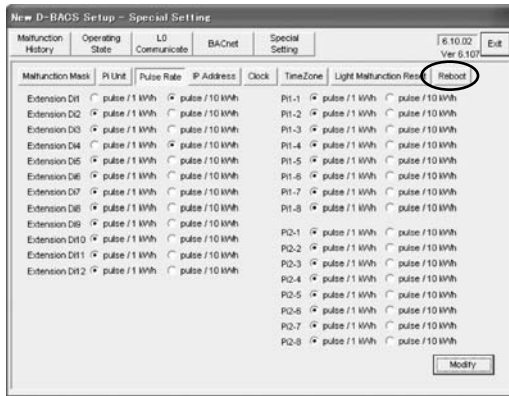 New D-BACS Setup - Special Setting
Malfunction History
Operating State
L0 Communicate
BACnet
Special Setting
6.10.02
Ver 6.107
Exit
Malfunction Mask
Pi Unit
Pulse Rate
IP Address
Clock
TimeZone
Light Malfunction Reset
Reboot
Extension Di1 pulse / 1 kWh pulse / 10 kWh
Extension Di2 pulse / 1 kWh pulse / 10 kWh
Extension Di3 pulse / 1 kWh pulse / 10 kWh
Extension Di4 pulse / 1 kWh pulse / 10 kWh
Extension Di5 pulse / 1 kWh pulse / 10 kWh
Extension Di6 pulse / 1 kWh pulse / 10 kWh
Extension Di7 pulse / 1 kWh pulse / 10 kWh
Extension Di8 pulse / 1 kWh pulse / 10 kWh
Extension Di9 pulse / 1 kWh pulse / 10 kWh
Extension Di10 pulse / 1 kWh pulse / 10 kWh
Extension Di11 pulse / 1 kWh pulse / 10 kWh
Extension Di12 pulse / 1 kWh pulse / 10 kWh
Pi1-1 pulse / 1 kWh pulse / 10 kWh
Pi1-2 pulse / 1 kWh pulse / 10 kWh
Pi1-3 pulse / 1 kWh pulse / 10 kWh
Pi1-4 pulse / 1 kWh pulse / 10 kWh
Pi1-5 pulse / 1 kWh pulse / 10 kWh
Pi1-6 pulse / 1 kWh pulse / 10 kWh
Pi1-7 pulse / 1 kWh pulse / 10 kWh
Pi1-8 pulse / 1 kWh pulse / 10 kWh
Pi2-1 pulse / 1 kWh pulse / 10 kWh
Pi2-2 pulse / 1 kWh pulse / 10 kWh
Pi2-3 pulse / 1 kWh pulse / 10 kWh
Pi2-4 pulse / 1 kWh pulse / 10 kWh
Pi2-5 pulse / 1 kWh pulse / 10 kWh
Pi2-6 pulse / 1 kWh pulse / 10 kWh
Pi2-7 pulse / 1 kWh pulse / 10 kWh
Pi2-8 pulse / 1 kWh pulse / 10 kWh
Modify